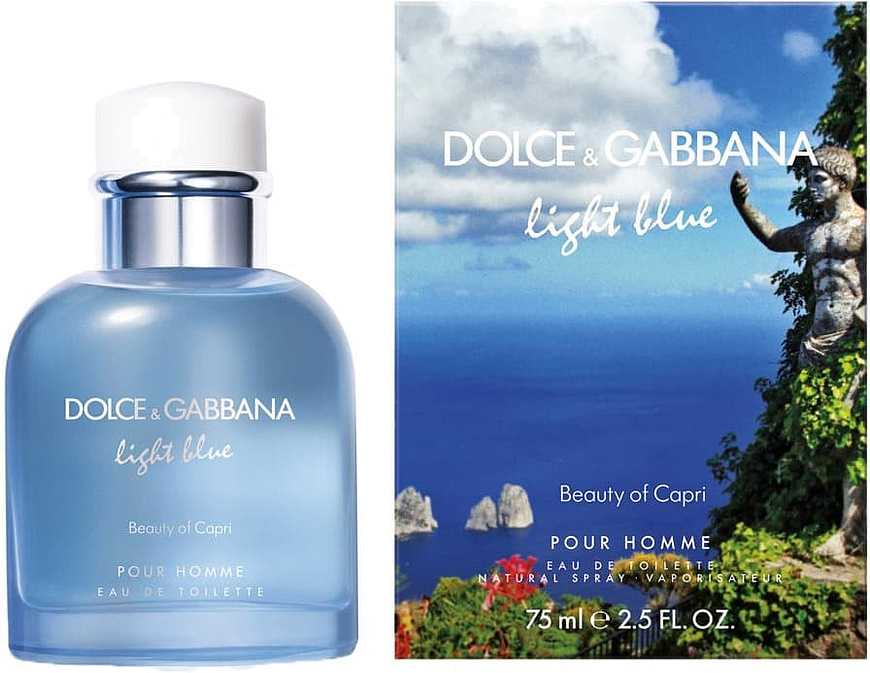 DOLCE & GABBANA
light blue
Beauty of Capri
POUR HOMME
EAU DE TOILETTE
DOLCE & GABBANA
light blue
Beauty of Capri
POUR HOMME
EAU DE TOILETTE
NATURAL SPRAY · VAPORISATEUR
75 ml ℮ 2.5 FL. OZ.